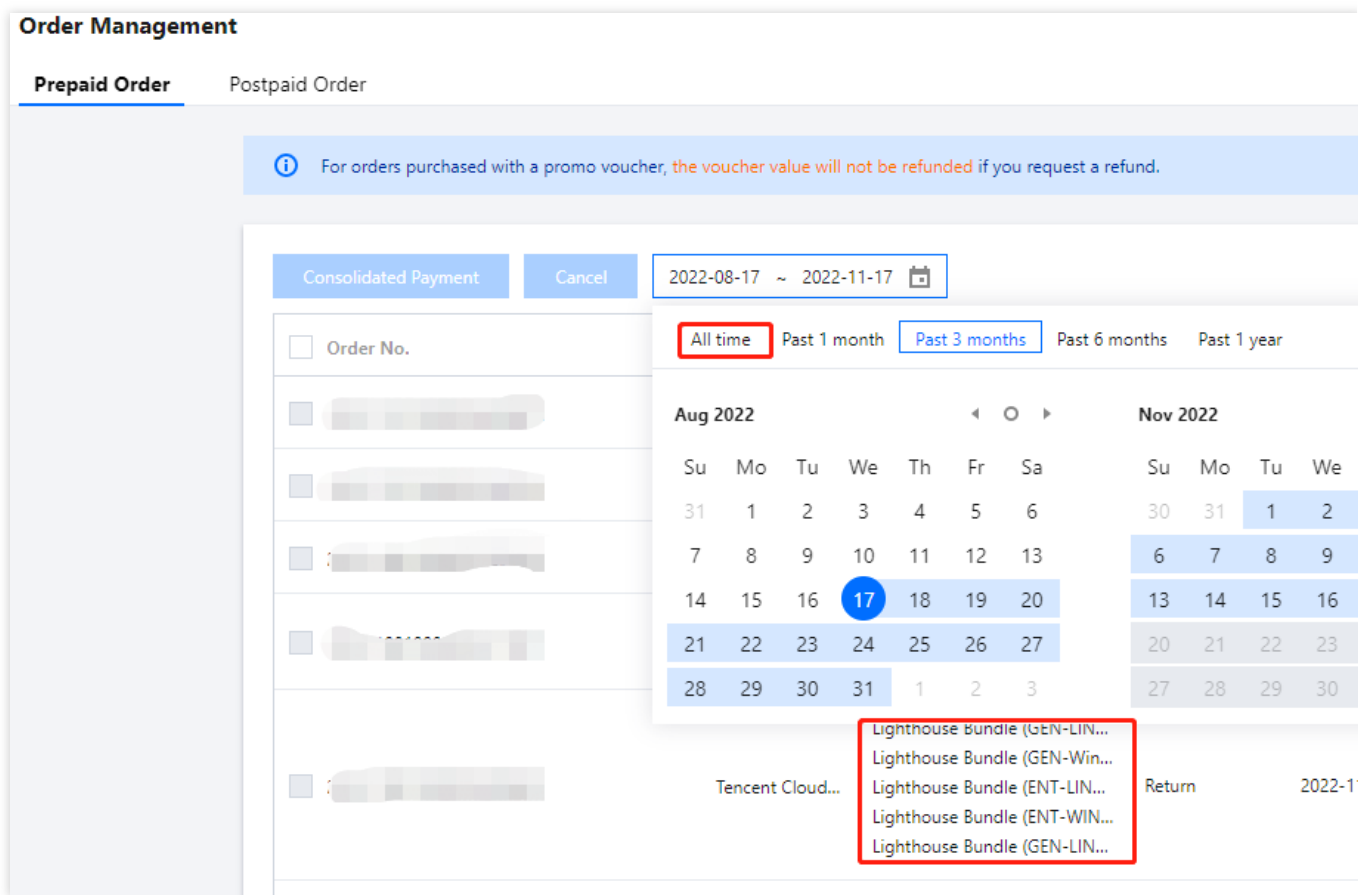 Order Management
Prepaid Order Postpaid Order
For orders purchased with a promo voucher, the voucher value will not be refunded if you request a refund.
Consolidated Payment Cancel 2022-08-17 ~ 2022-11-17
Order No.
All time Past 1 month Past 3 months Past 6 months Past 1 year
Aug 2022 Nov 2022
Su Mo Tu We Th Fr Sa Su Mo Tu We
31 1 2 3 4 5 6 30 31 1 2
7 8 9 10 11 12 13 6 7 8 9
14 15 16 17 18 19 20 13 14 15 16
21 22 23 24 25 26 27 20 21 22 23
28 29 30 31 1 2 3 27 28 29 30
Lighthouse Bundle (GEN-LIN...
Lighthouse Bundle (GEN-Win...
Tencent Cloud... Lighthouse Bundle (ENT-LIN... Return 2022-1
Lighthouse Bundle (ENT-WIN...
Lighthouse Bundle (GEN-LIN...